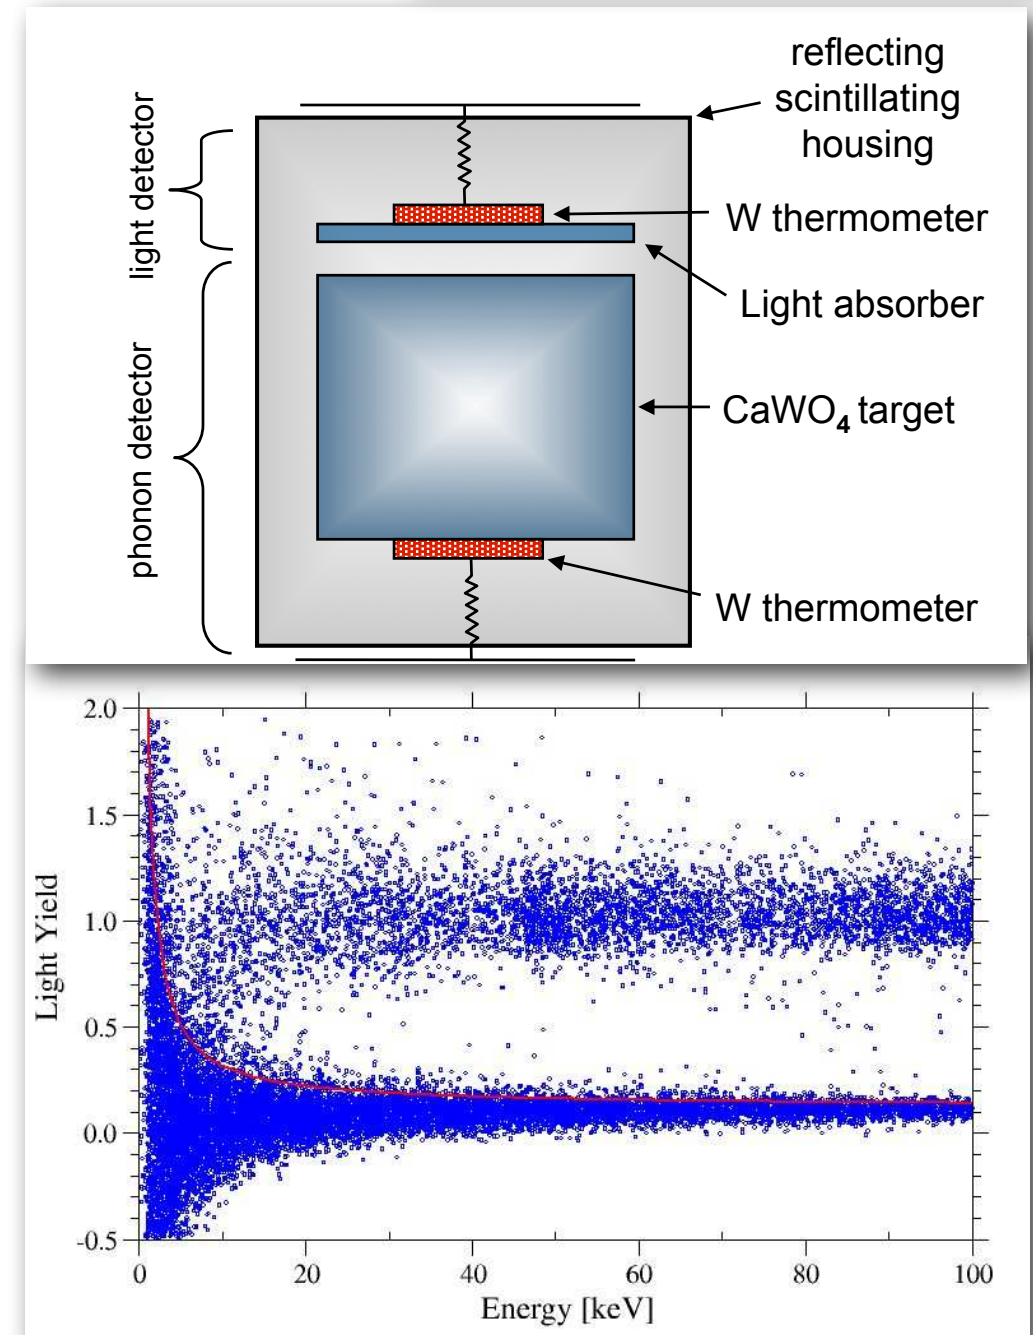 reflecting
scintillating
housing
light detector
W thermometer
Light absorber
phonon detector
CaWO₄ target
W thermometer
2.0
1.5
1.0
0.5
0.0
-0.5
Light Yield
0 20 40 60 80 100
Energy [keV]